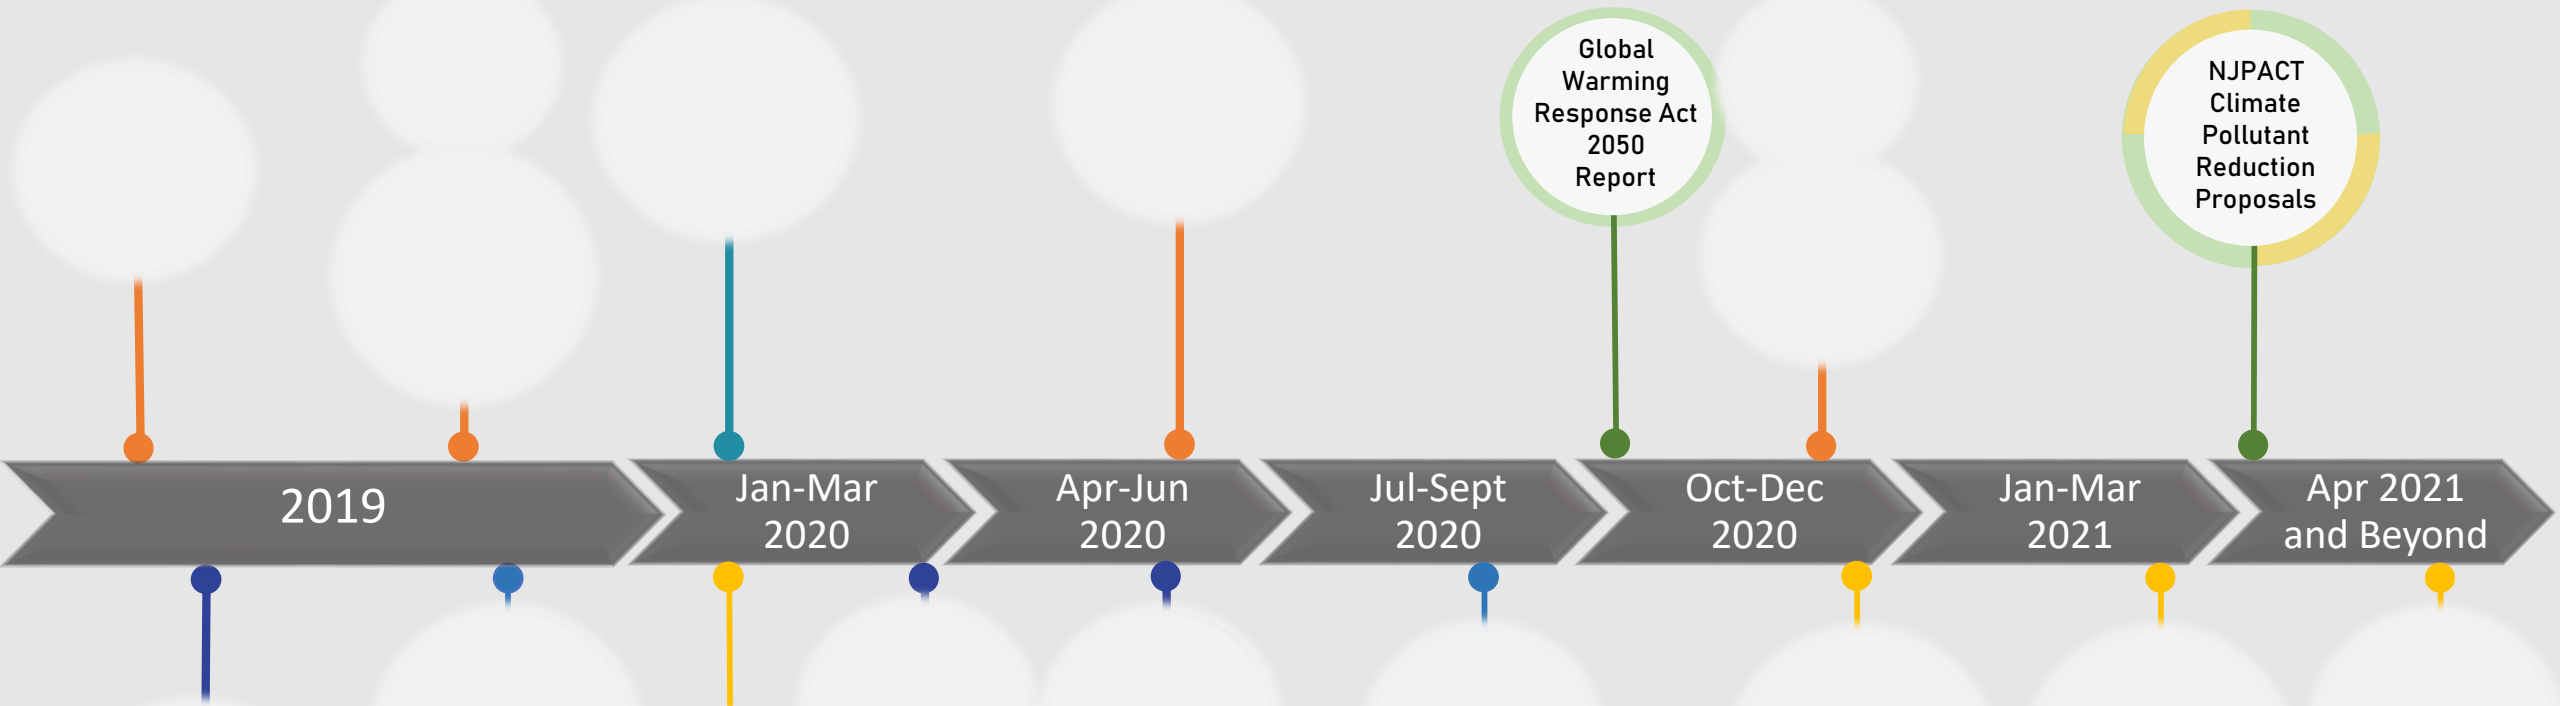 Global
Warming
Response Act
2050
Report
NJPACT
Climate
Pollutant
Reduction
Proposals
2019
Jan-Mar
2020
Apr-Jun
2020
Jul-Sept
2020
Oct-Dec
2020
Jan-Mar
2021
Apr 2021
and Beyond